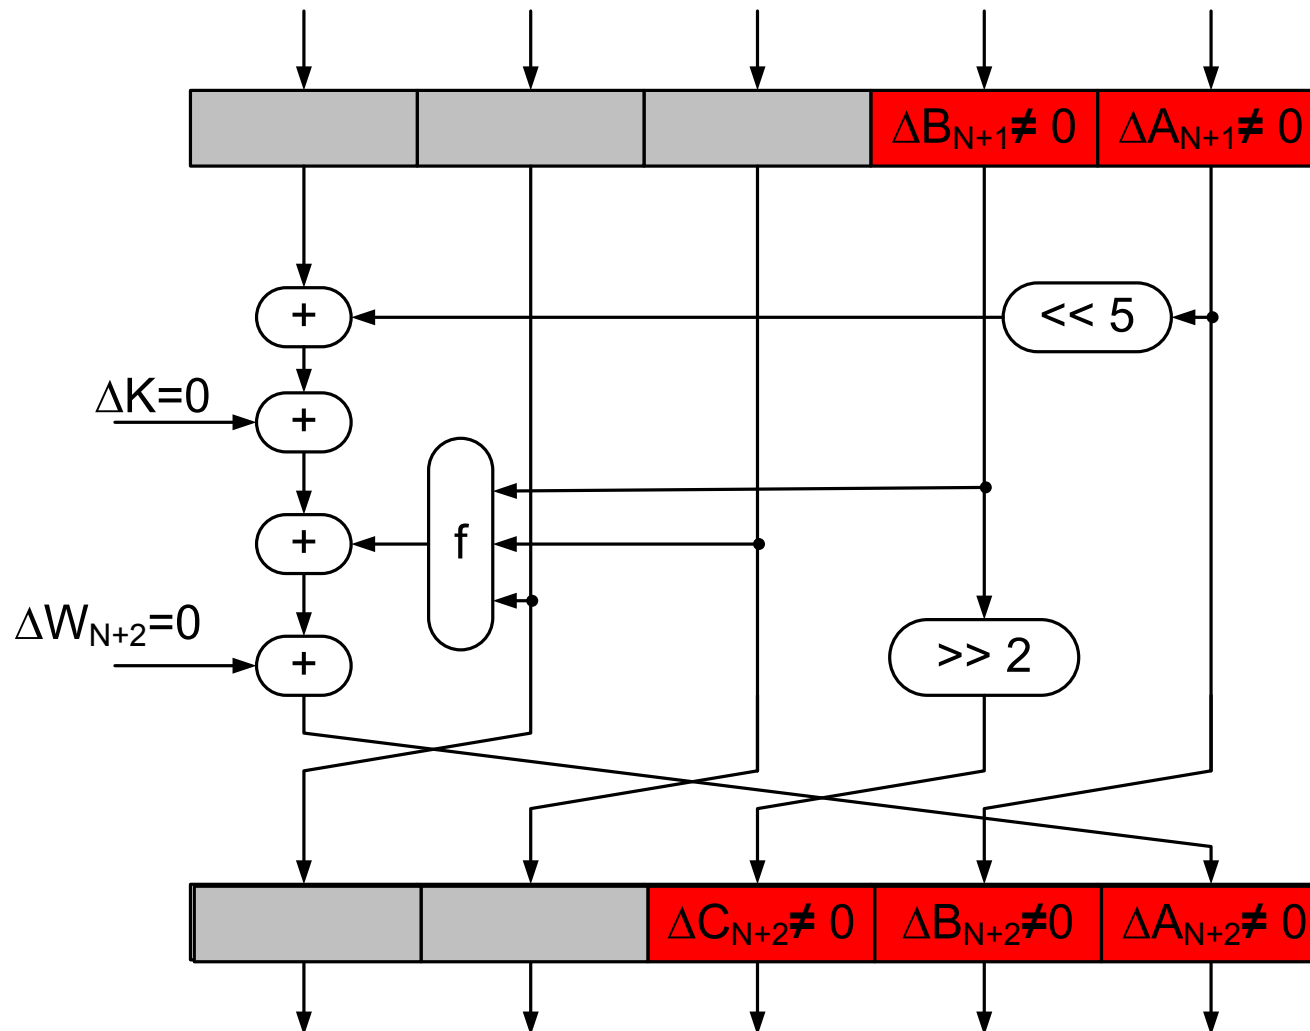 ΔB_{N+1}≠ 0 ΔA_{N+1}≠ 0
+ << 5
ΔK=0
+
+ f
ΔW_{N+2}=0
+ >> 2
ΔC_{N+2}≠ 0 ΔB_{N+2}≠0 ΔA_{N+2}≠ 0